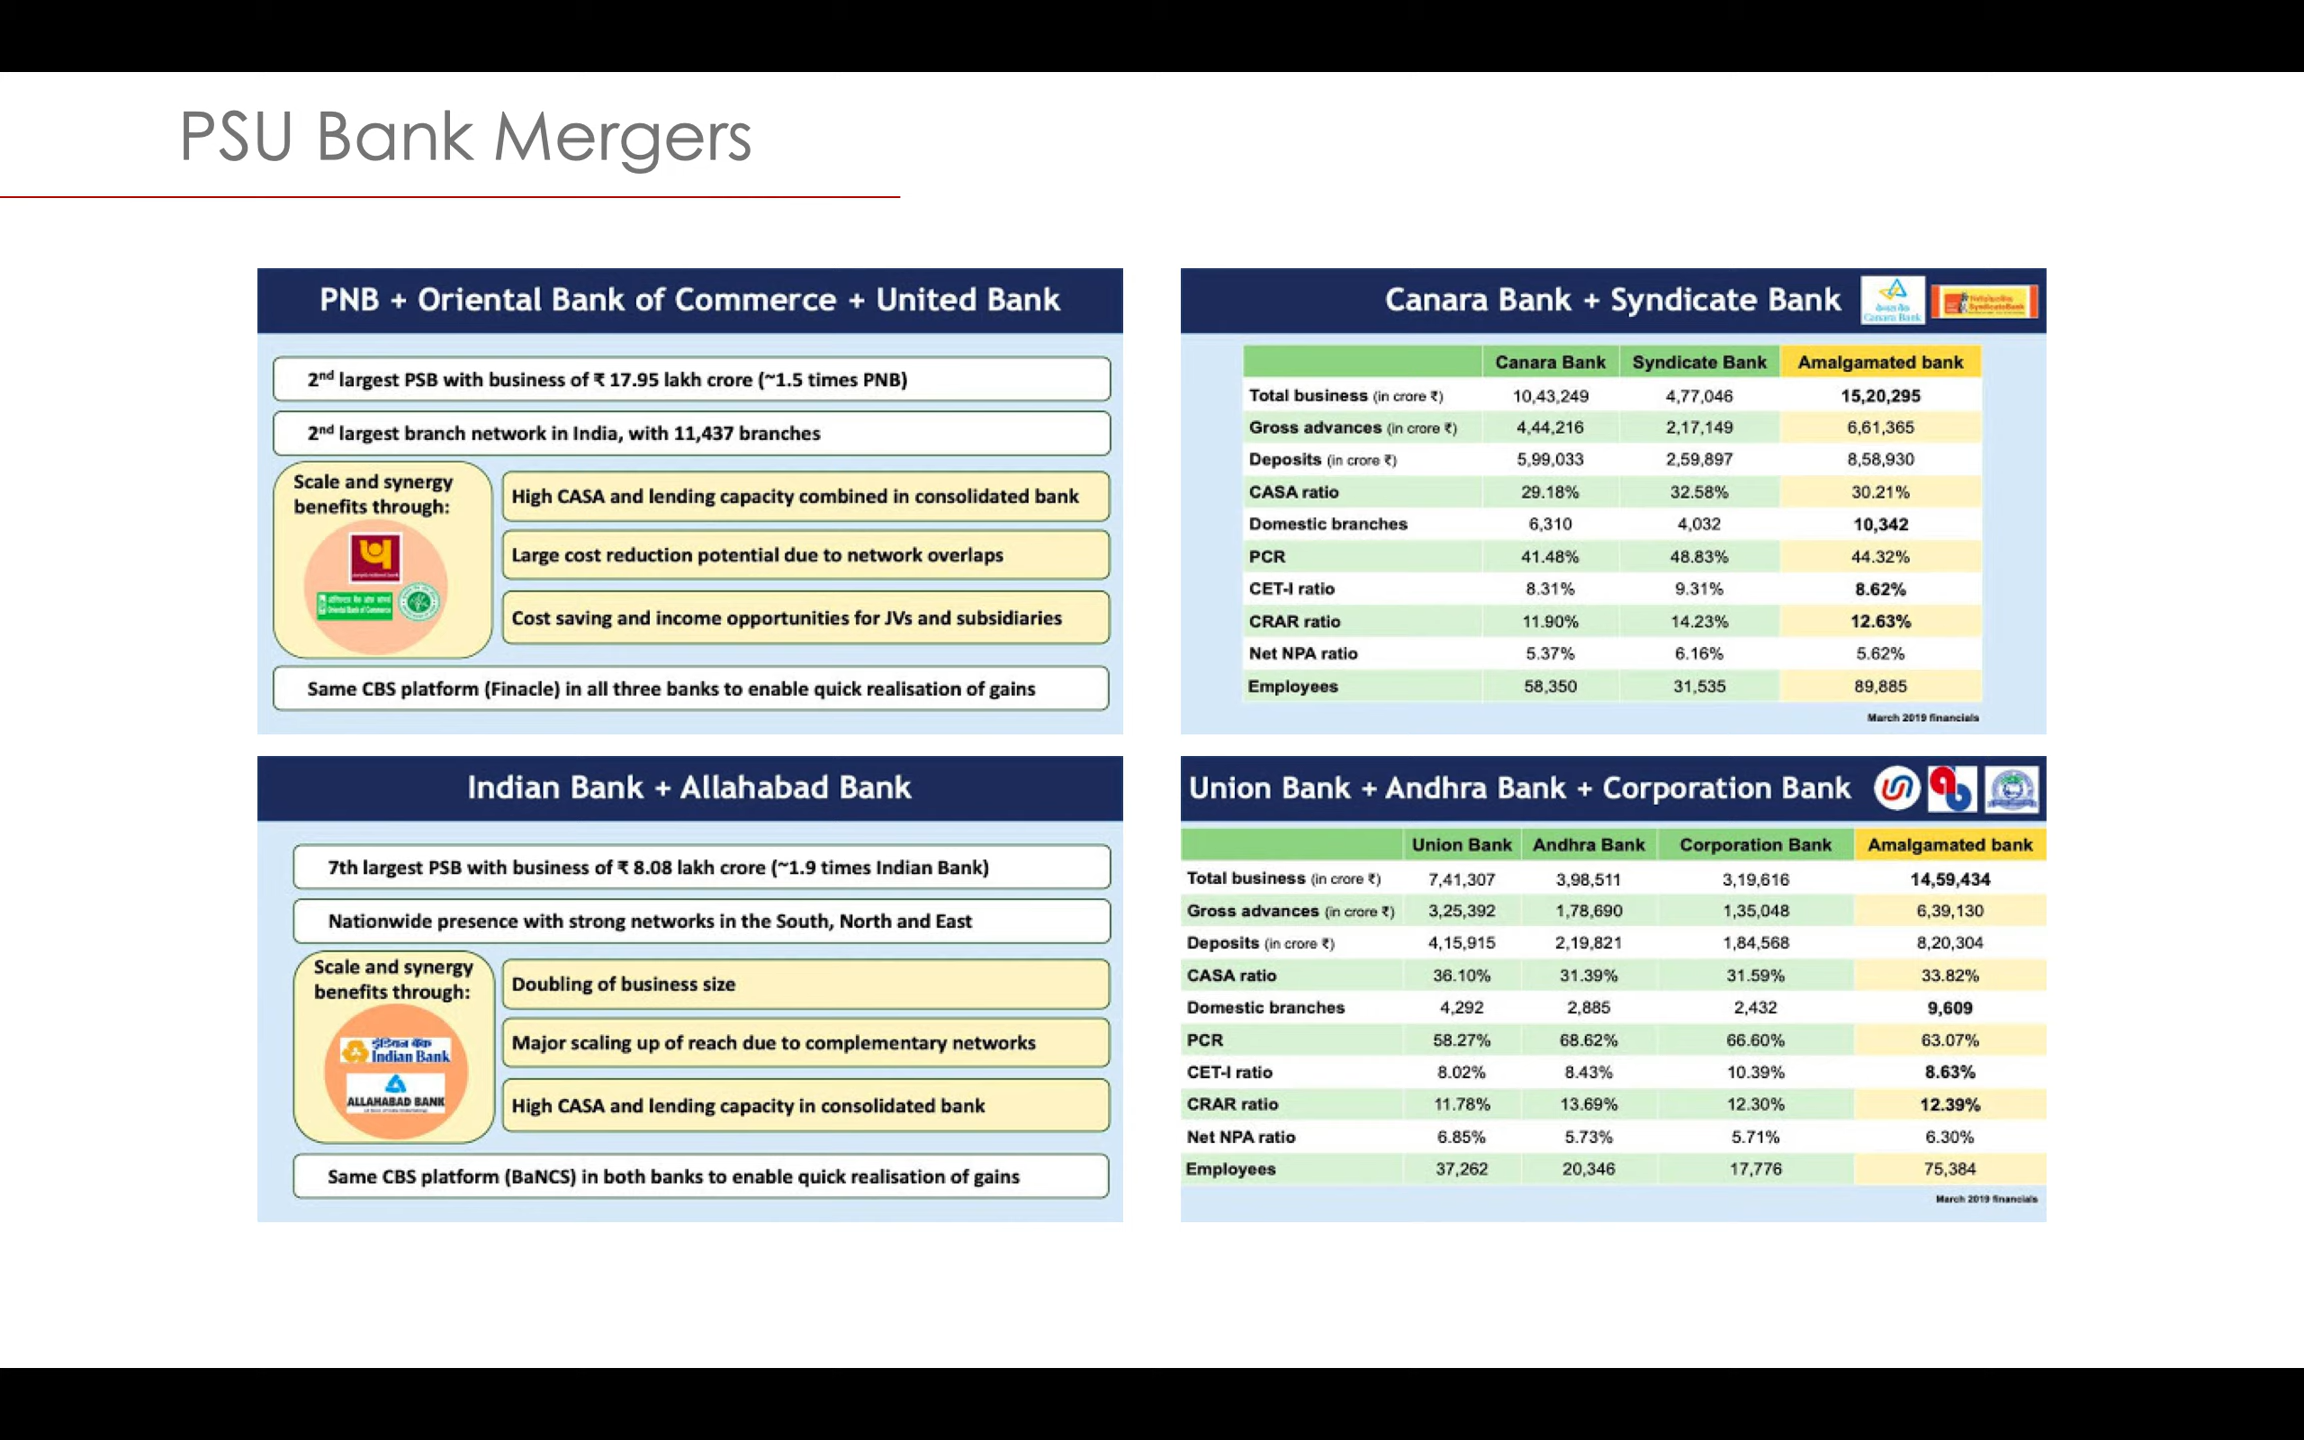 PSU Bank Mergers
PNB + Oriental Bank of Commerce + United Bank
2nd largest PSB with business of ₹ 17.95 lakh crore (~1.5 times PNB)
2nd largest branch network in India, with 11,437 branches
Scale and synergy
benefits through:
High CASA and lending capacity combined in consolidated bank
Large cost reduction potential due to network overlaps
Cost saving and income opportunities for JVs and subsidiaries
Oriental Bank of Commerce
Same CBS platform (Finacle) in all three banks to enable quick realisation of gains
Canara Bank + Syndicate Bank
Canara Bank
SyndicateBank
Canara Bank Syndicate Bank Amalgamated bank
Total business (in crore ₹) 10,43,249 4,77,046 15,20,295
Gross advances (in crore ₹) 4,44,216 2,17,149 6,61,365
Deposits (in crore ₹) 5,99,033 2,59,897 8,58,930
CASA ratio 29.18% 32.58% 30.21%
Domestic branches 6,310 4,032 10,342
PCR 41.48% 48.83% 44.32%
CET-I ratio 8.31% 9.31% 8.62%
CRAR ratio 11.90% 14.23% 12.63%
Net NPA ratio 5.37% 6.16% 5.62%
Employees 58,350 31,535 89,885
March 2019 financials
Indian Bank + Allahabad Bank
7th largest PSB with business of ₹ 8.08 lakh crore (~1.9 times Indian Bank)
Nationwide presence with strong networks in the South, North and East
Scale and synergy
benefits through:
Doubling of business size
Major scaling up of reach due to complementary networks
High CASA and lending capacity in consolidated bank
इंडियन बैंक
Indian Bank
ALLAHABAD BANK
Same CBS platform (BaNCS) in both banks to enable quick realisation of gains
Union Bank + Andhra Bank + Corporation Bank
Union Bank Andhra Bank Corporation Bank Amalgamated bank
Total business (in crore ₹) 7,41,307 3,98,511 3,19,616 14,59,434
Gross advances (in crore ₹) 3,25,392 1,78,690 1,35,048 6,39,130
Deposits (in crore ₹) 4,15,915 2,19,821 1,84,568 8,20,304
CASA ratio 36.10% 31.39% 31.59% 33.82%
Domestic branches 4,292 2,885 2,432 9,609
PCR 58.27% 68.62% 66.60% 63.07%
CET-I ratio 8.02% 8.43% 10.39% 8.63%
CRAR ratio 11.78% 13.69% 12.30% 12.39%
Net NPA ratio 6.85% 5.73% 5.71% 6.30%
Employees 37,262 20,346 17,776 75,384
March 2019 financials